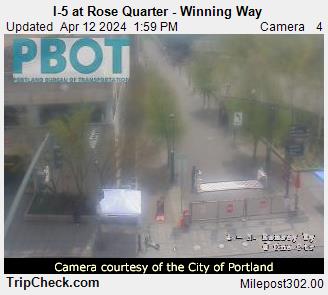 I-5 at Rose Quarter - Winning Way
Updated Apr 12 2024 1:59 PM Camera 4
PBOT
PORTLAND BUREAU OF TRANSPORTATION
Camera courtesy of the City of Portland
TripCheck.com Milepost302.00